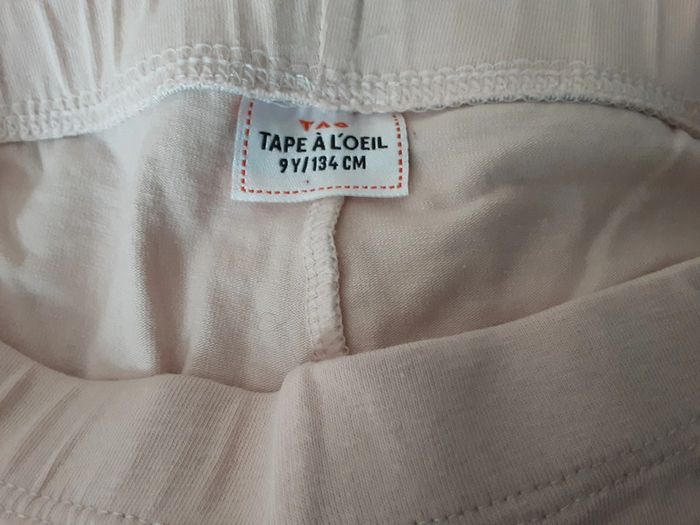 TAO
TAPE À L'OEIL
9Y/134 CM